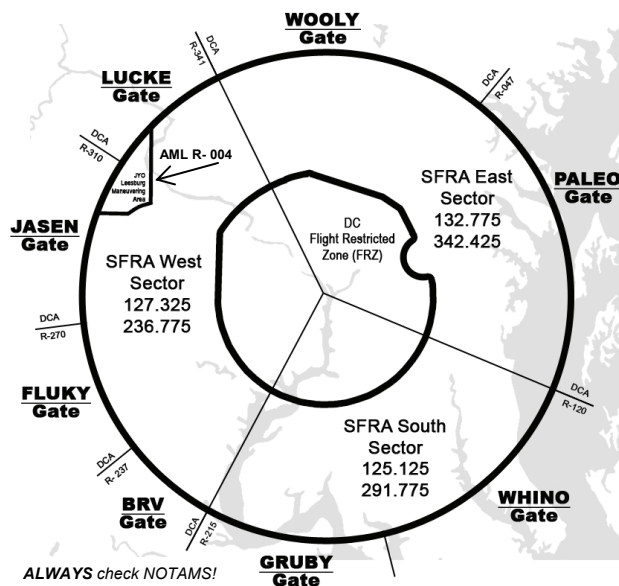 WOOLY
Gate
DCA
R-341
DCA
R-047
LUCKE
Gate
DCA
R-310
AML R- 004
JYO
Leesburg
Maneuvering
Area
PALEO
Gate
SFRA East
Sector
132.775
342.425
DC
Flight Restricted
Zone (FRZ)
JASEN
Gate
SFRA West
Sector
127.325
236.775
DCA
R-270
FLUKY
Gate
DCA
R-120
SFRA South
Sector
125.125
291.775
DCA
R- 237
BRV
Gate
WHINO
Gate
DCA
R-215
GRUBY
Gate
ALWAYS check NOTAMS!